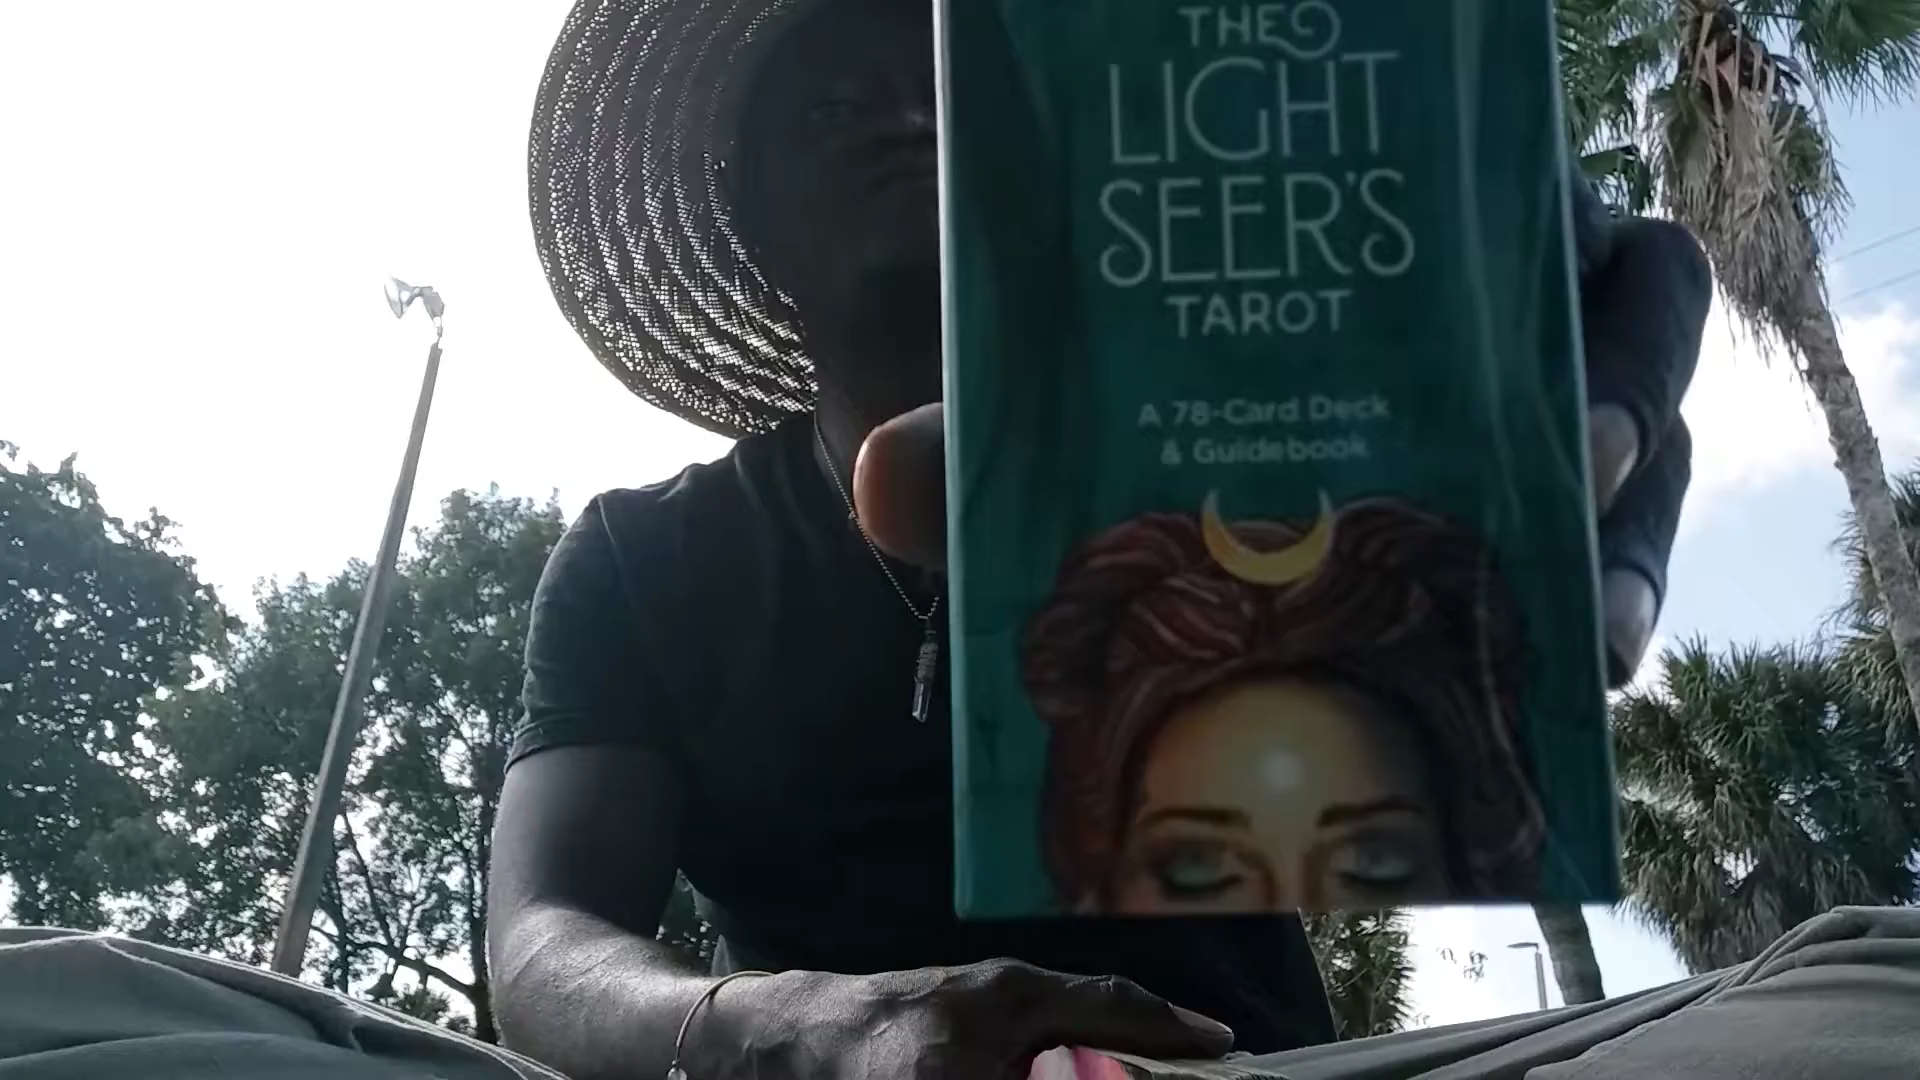 THE
LIGHT
SEER'S
TAROT
A 78-Card Deck
& Guidebook